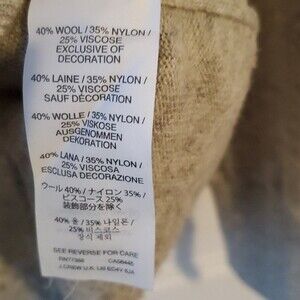 40% WOOL / 35% NYLON /
25% VISCOSE
EXCLUSIVE OF
DECORATION
40% LAINE / 35% NYLON /
25% VISCOSE
SAUF DÉCORATION
40% WOLLE / 35% NYLON /
25% VISKOSE
AUSGENOMMEN
DEKORATION
40% LANA / 35% NYLON /
25% VISCOSA
ESCLUSA DECORAZIONE
ウール 40% / ナイロン 35% /
ビスコース 25%
装飾部分を除く
40% 울 / 35% 나일론 /
25% 비스코스
장식 제외
SEE REVERSE FOR CARE
RN77388
J.CREW U.K. Ltd